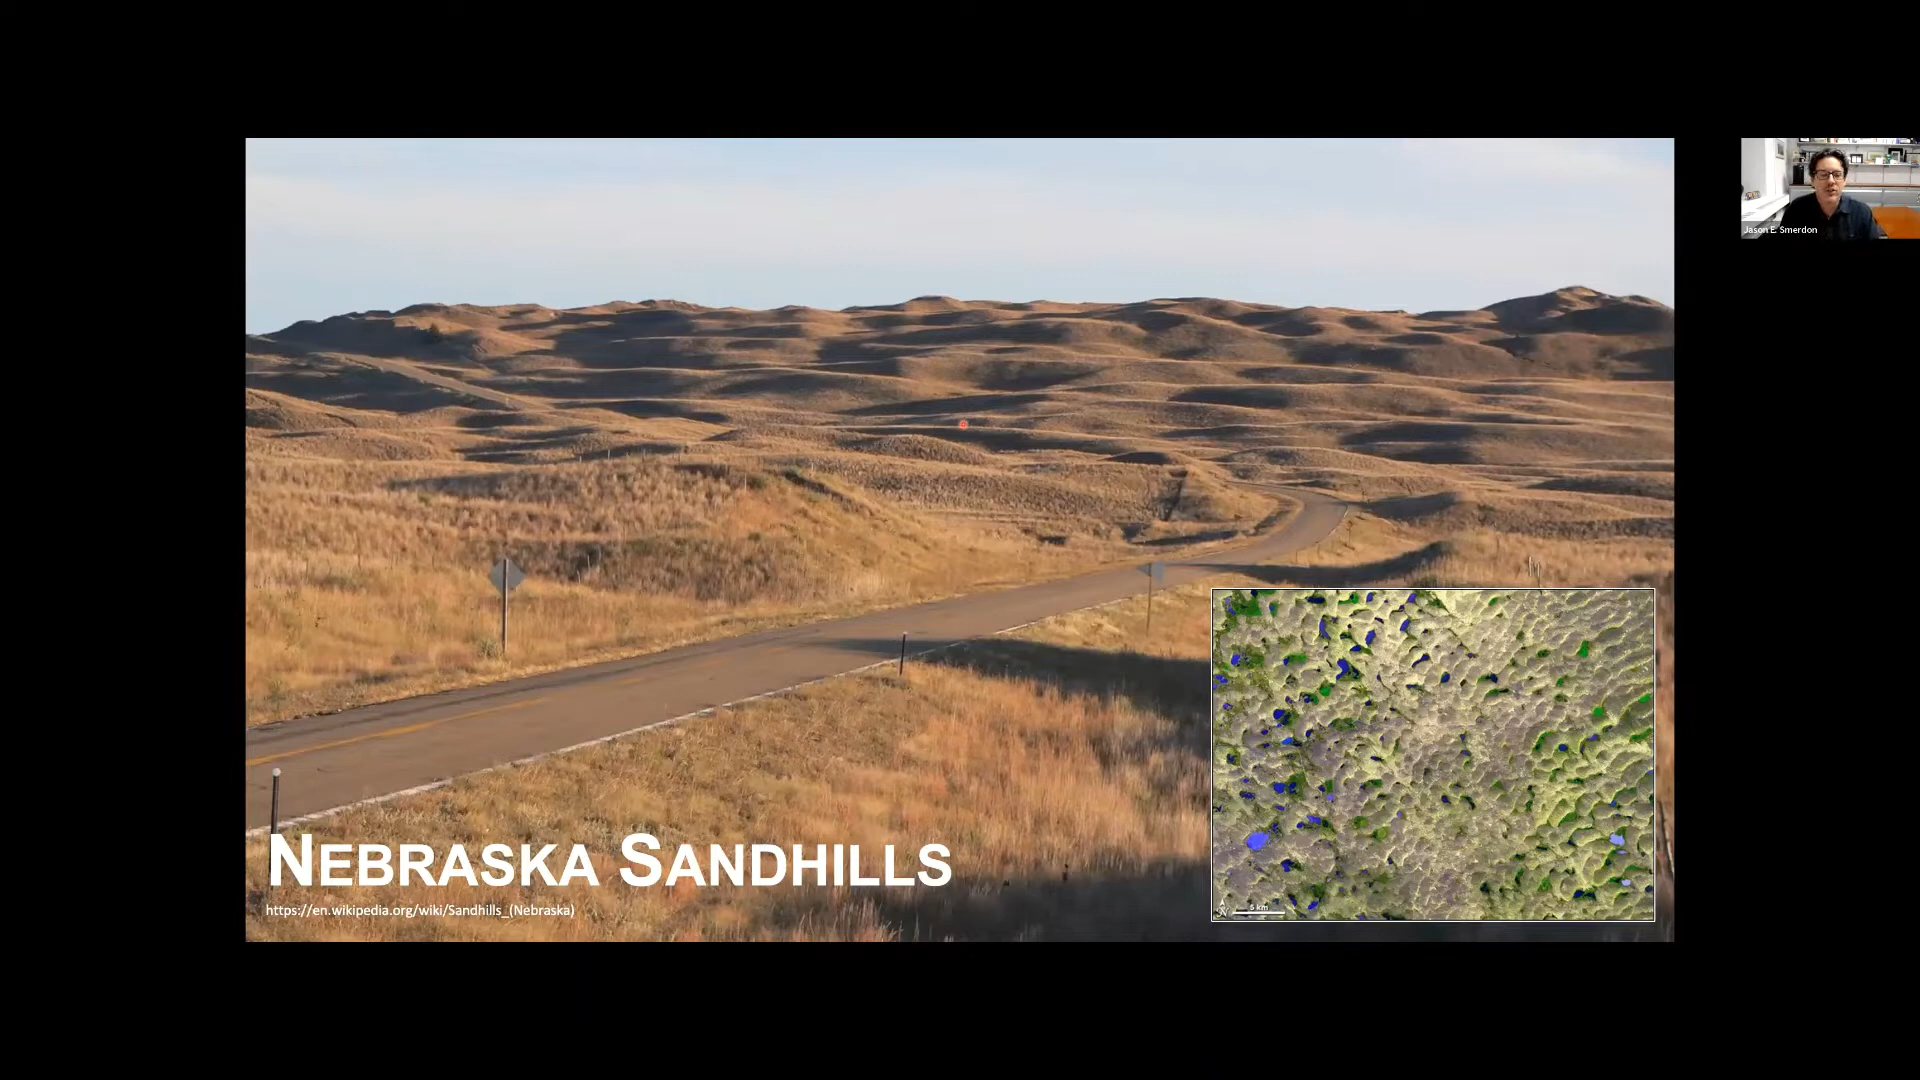 Jason E. Smerdon
NEBRASKA SANDHILLS
https://en.wikipedia.org/wiki/Sandhills_(Nebraska)
5 km
N